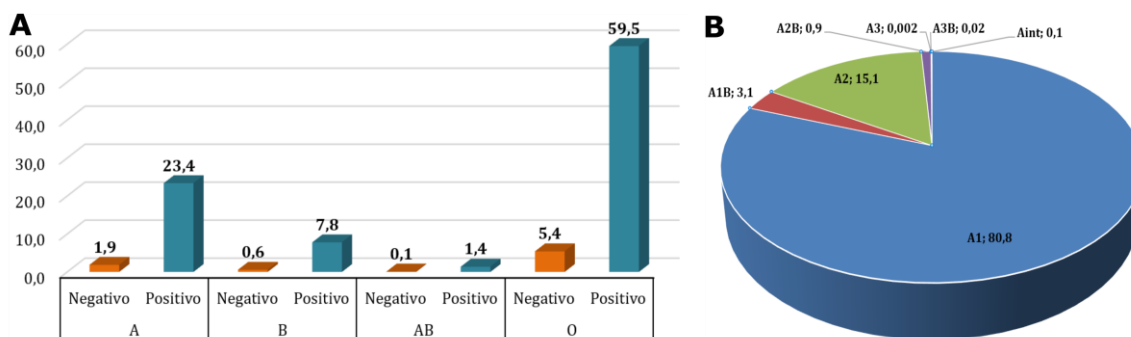 A
60,0
50,0
40,0
30,0
20,0
10,0
0,0
1,9
23,4
0,6
7,8
0,1
1,4
5,4
59,5
Negativo Positivo Negativo Positivo Negativo Positivo Negativo Positivo
A B AB O
B
A2B; 0,9
A3; 0,002
A3B; 0,02
Aint; 0,1
A1B; 3,1
A2; 15,1
A1; 80,8